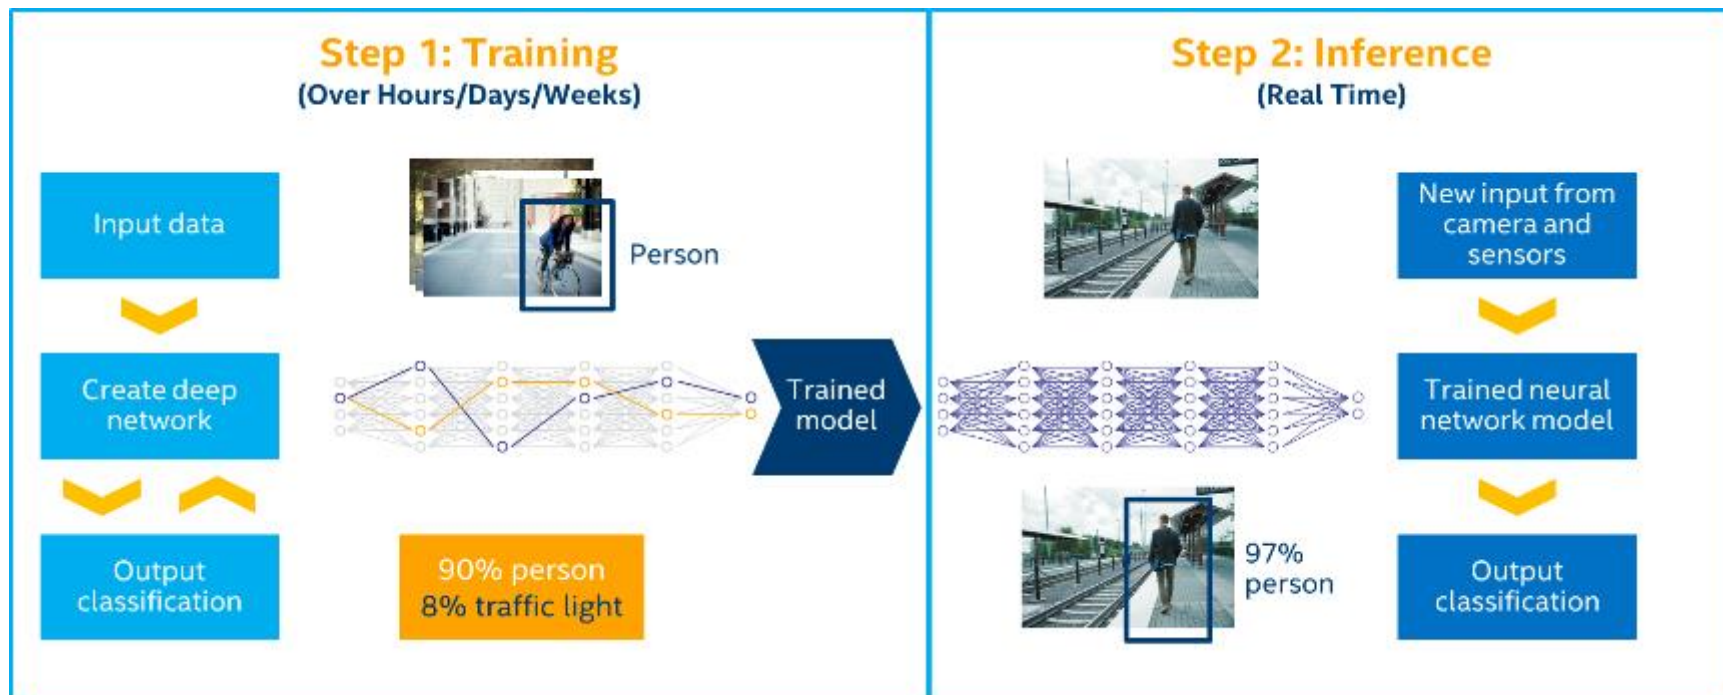 Step 1: Training
(Over Hours/Days/Weeks)
Input data
Person
Create deep
network
Trained
model
Output
classification
90% person
8% traffic light
Step 2: Inference
(Real Time)
New input from
camera and
sensors
Trained neural
network model
97%
person
Output
classification